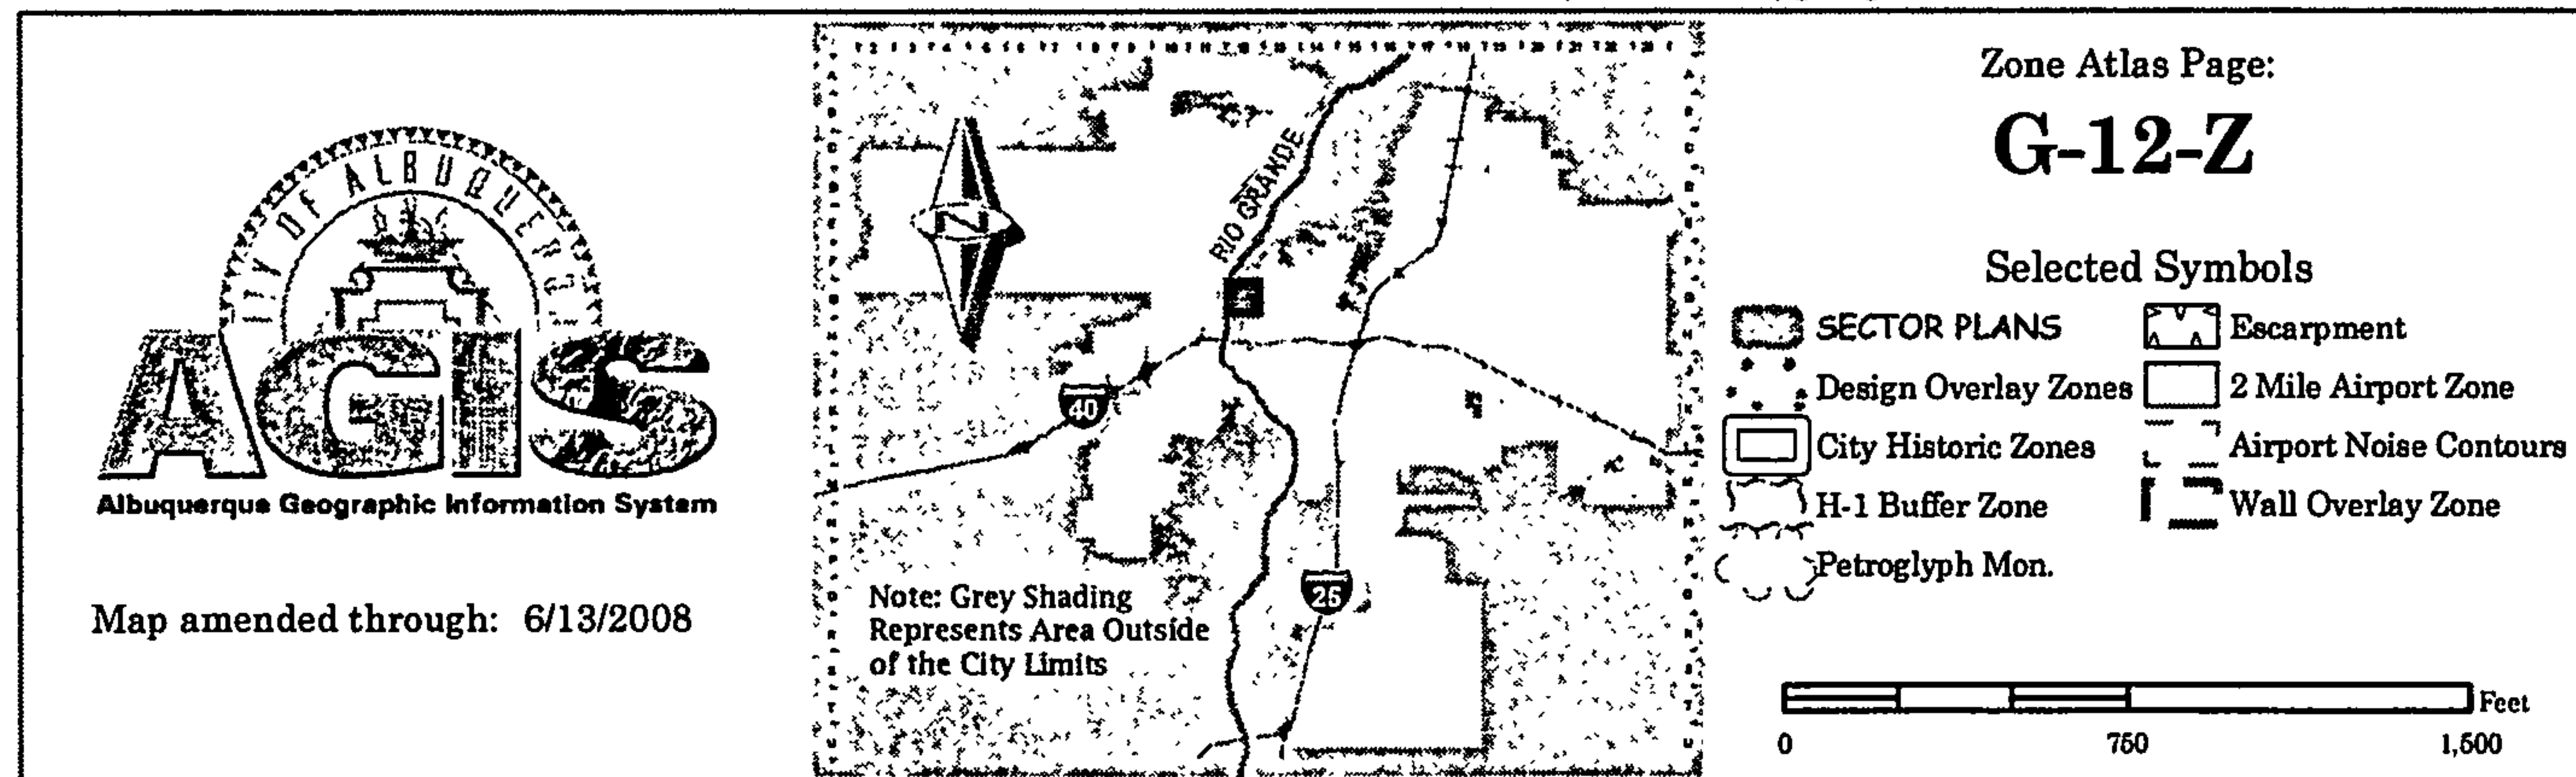 CITY OF ALBUQUERQUE
AGIS
Albuquerque Geographic Information System
Map amended through: 6/13/2008
N
RIO GRANDE
40
25
Note: Grey Shading
Represents Area Outside
of the City Limits
Zone Atlas Page:
G-12-Z
Selected Symbols
SECTOR PLANS
Escarpment
Design Overlay Zones
2 Mile Airport Zone
City Historic Zones
Airport Noise Contours
H-1 Buffer Zone
Wall Overlay Zone
Petroglyph Mon.
Feet
0 750 1,500